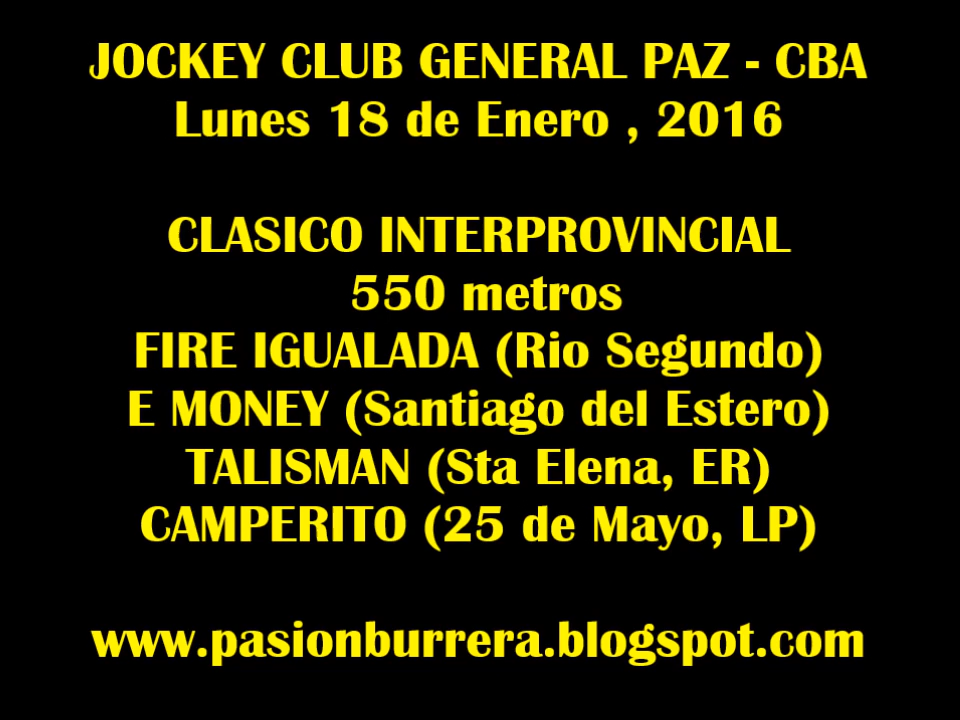 JOCKEY CLUB GENERAL PAZ - CBA
Lunes 18 de Enero , 2016
CLASICO INTERPROVINCIAL
550 metros
FIRE IGUALADA (Rio Segundo)
E MONEY (Santiago del Estero)
TALISMAN (Sta Elena, ER)
CAMPERITO (25 de Mayo, LP)
www.pasionburrera.blogspot.com